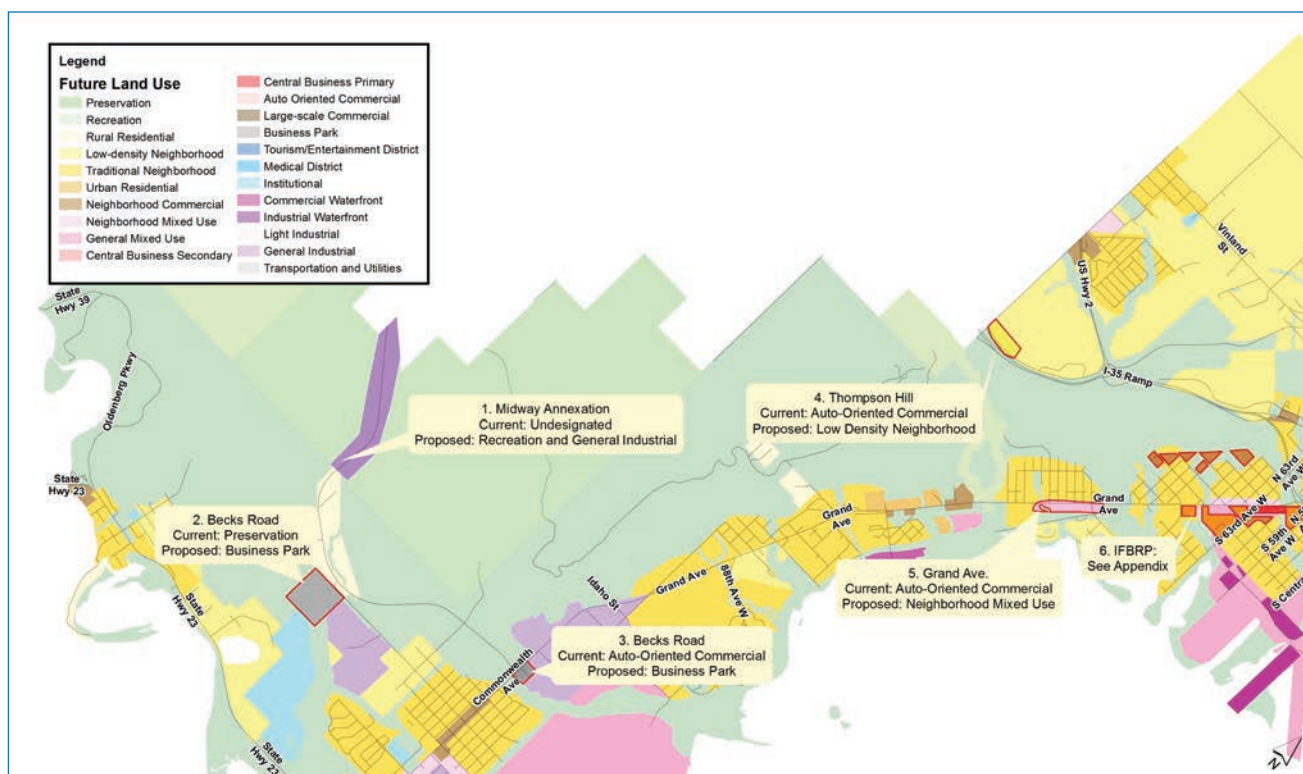 Legend
Future Land Use
Preservation
Recreation
Rural Residential
Low-density Neighborhood
Traditional Neighborhood
Urban Residential
Neighborhood Commercial
Neighborhood Mixed Use
General Mixed Use
Central Business Secondary
Central Business Primary
Auto Oriented Commercial
Large-scale Commercial
Business Park
Tourism/Entertainment District
Medical District
Institutional
Commercial Waterfront
Industrial Waterfront
Light Industrial
General Industrial
Transportation and Utilities
State
Hwy 39
Oldenberg Pkwy
Vinland
St
US Hwy 2
I-35 Ramp
1. Midway Annexation
Current: Undesignated
Proposed: Recreation and General Industrial
4. Thompson Hill
Current: Auto-Oriented Commercial
Proposed: Low Density Neighborhood
State
Hwy 23
2. Becks Road
Current: Preservation
Proposed: Business Park
Grand
Ave
Grand
Ave
N 63rd
Ave W
S 63rd Ave W
S 59th
Ave W
6. IFBRP:
See Appendix
5. Grand Ave.
Current: Auto-Oriented Commercial
Proposed: Neighborhood Mixed Use
Idaho St
Grand Ave
88th Ave W
State
Hwy 23
3. Becks Road
Current: Auto-Oriented Commercial
Proposed: Business Park
Commonwealth
Ave
S Centr
State
Hwy 23
N